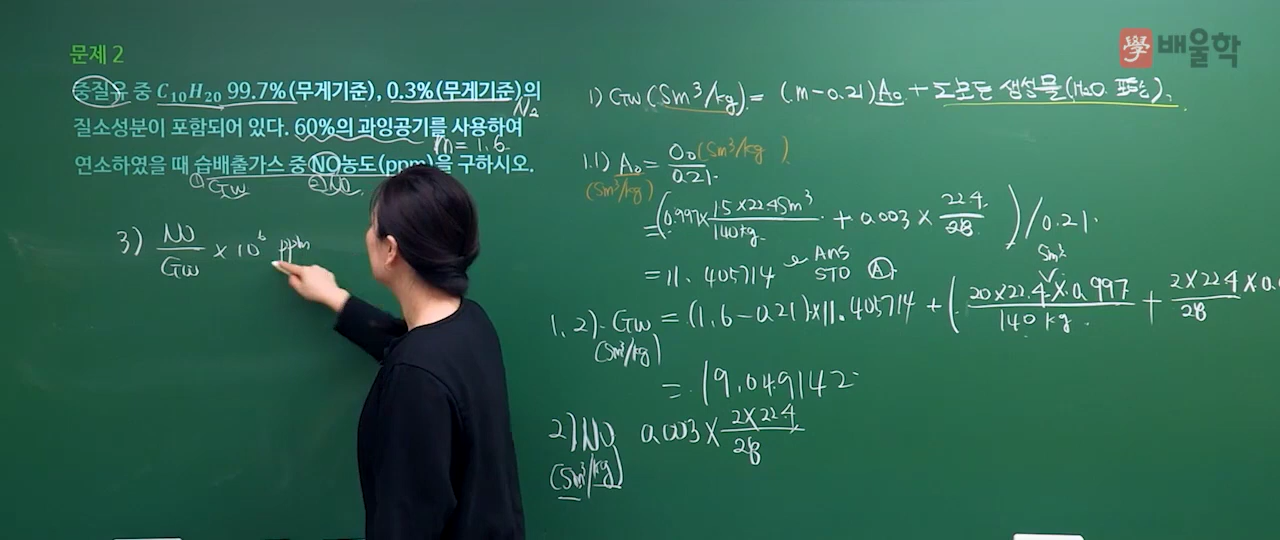 學 배울학
문제 2
중질유 중 C₁₀H₂₀ 99.7%(무게기준), 0.3%(무게기준)의
N₂
질소성분이 포함되어 있다. 60%의 과잉공기를 사용하여
m = 1.6
연소하였을 때 습배출가스 중 NO농도(ppm)을 구하시오.
① Gw ② NO
3) NO/Gw × 10⁶ ppm
1) Gw (Sm³/kg) = (m-0.21)A₀ + 모든 생성물(H₂O 포함).
1.1) A₀ = O₀/0.21 (Sm³/kg)
(Sm³/kg)
= (0.997 × 15×22.4Sm³/140kg + 0.003 × 22.4/28)/0.21.
= 11.405714 Ans STO A
Sm³
1.2) Gw = (1.6-0.21)×11.405714 + (20×22.4×0.997/140kg + 2×22.4/28 × 0.0
(Sm³/kg)
= 19.049142
2) NO 0.003 × 2×22.4/28
(Sm³/kg)